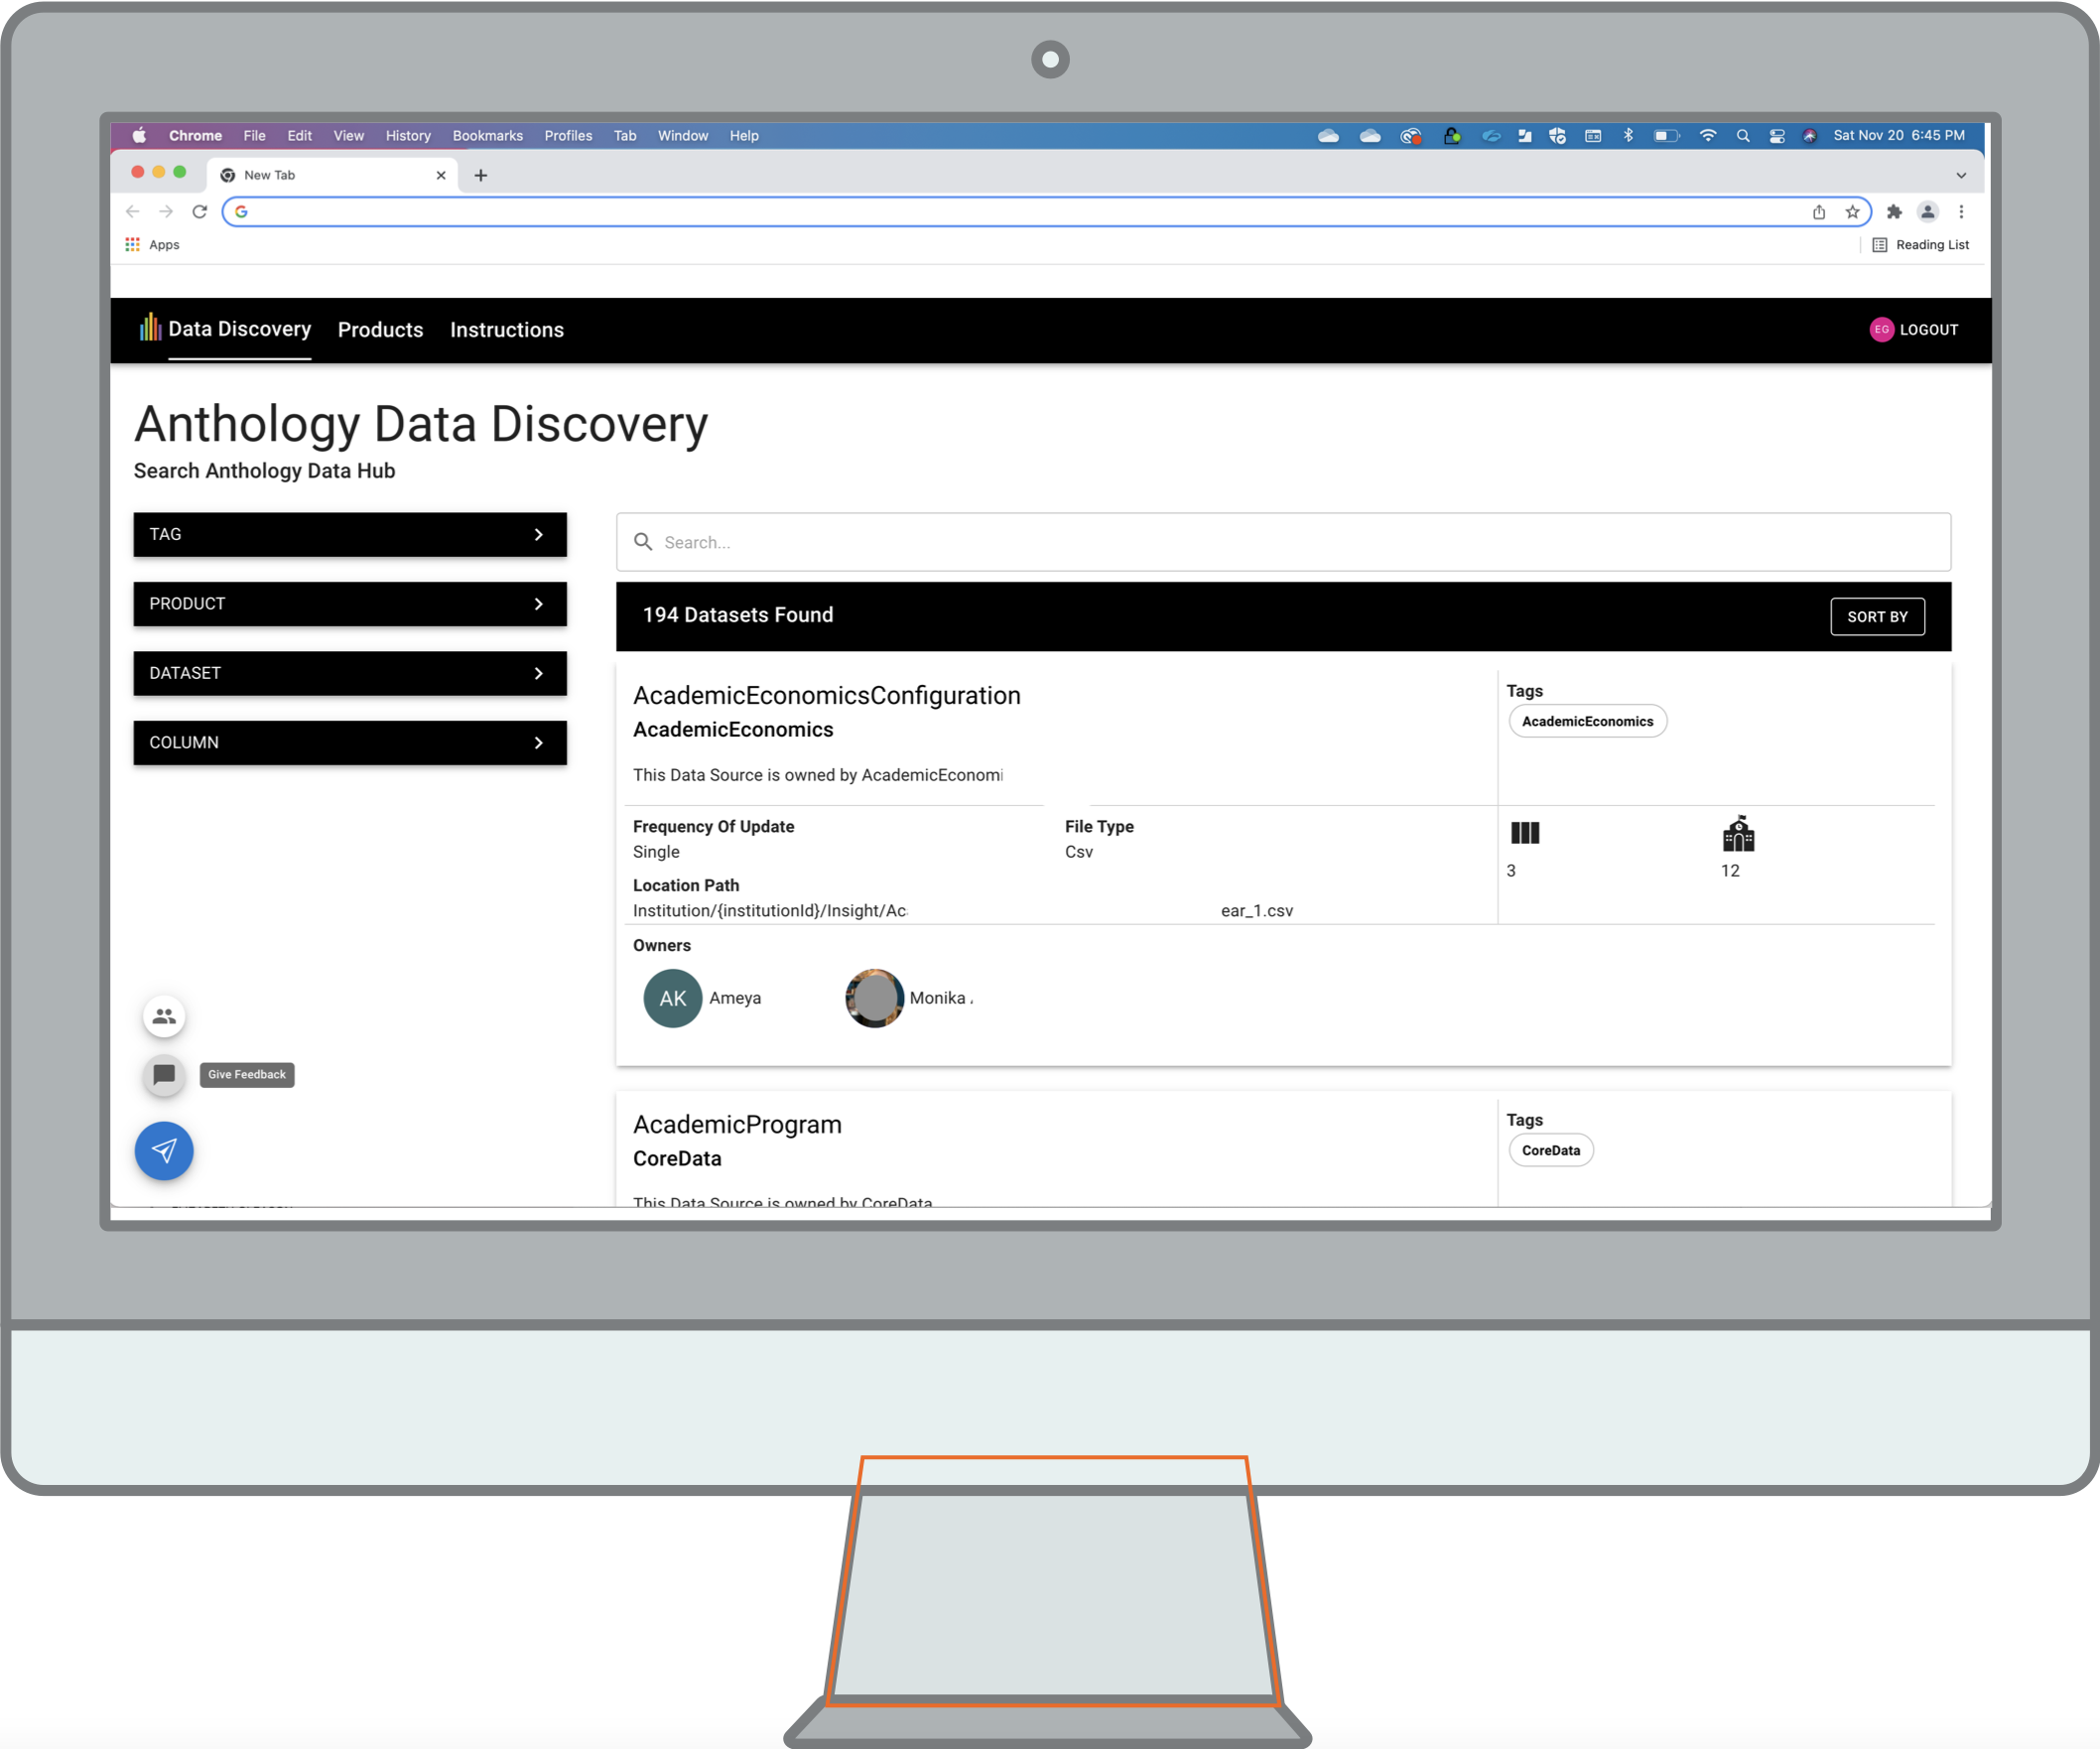 Chrome File Edit View History Bookmarks Profiles Tab Window Help Sat Nov 20 6:45 PM
New Tab
Apps Reading List
Data Discovery Products Instructions EG LOGOUT
Anthology Data Discovery
Search Anthology Data Hub
TAG
PRODUCT
DATASET
COLUMN
Give Feedback
Search...
194 Datasets Found SORT BY
AcademicEconomicsConfiguration
AcademicEconomics
This Data Source is owned by AcademicEconomi
Tags
AcademicEconomics
Frequency Of Update File Type
Single Csv
3 12
Location Path
Institution/{institutionId}/Insight/Ac ear_1.csv
Owners
AK Ameya Monika
AcademicProgram
CoreData
This Data Source is owned by CoreData
Tags
CoreData